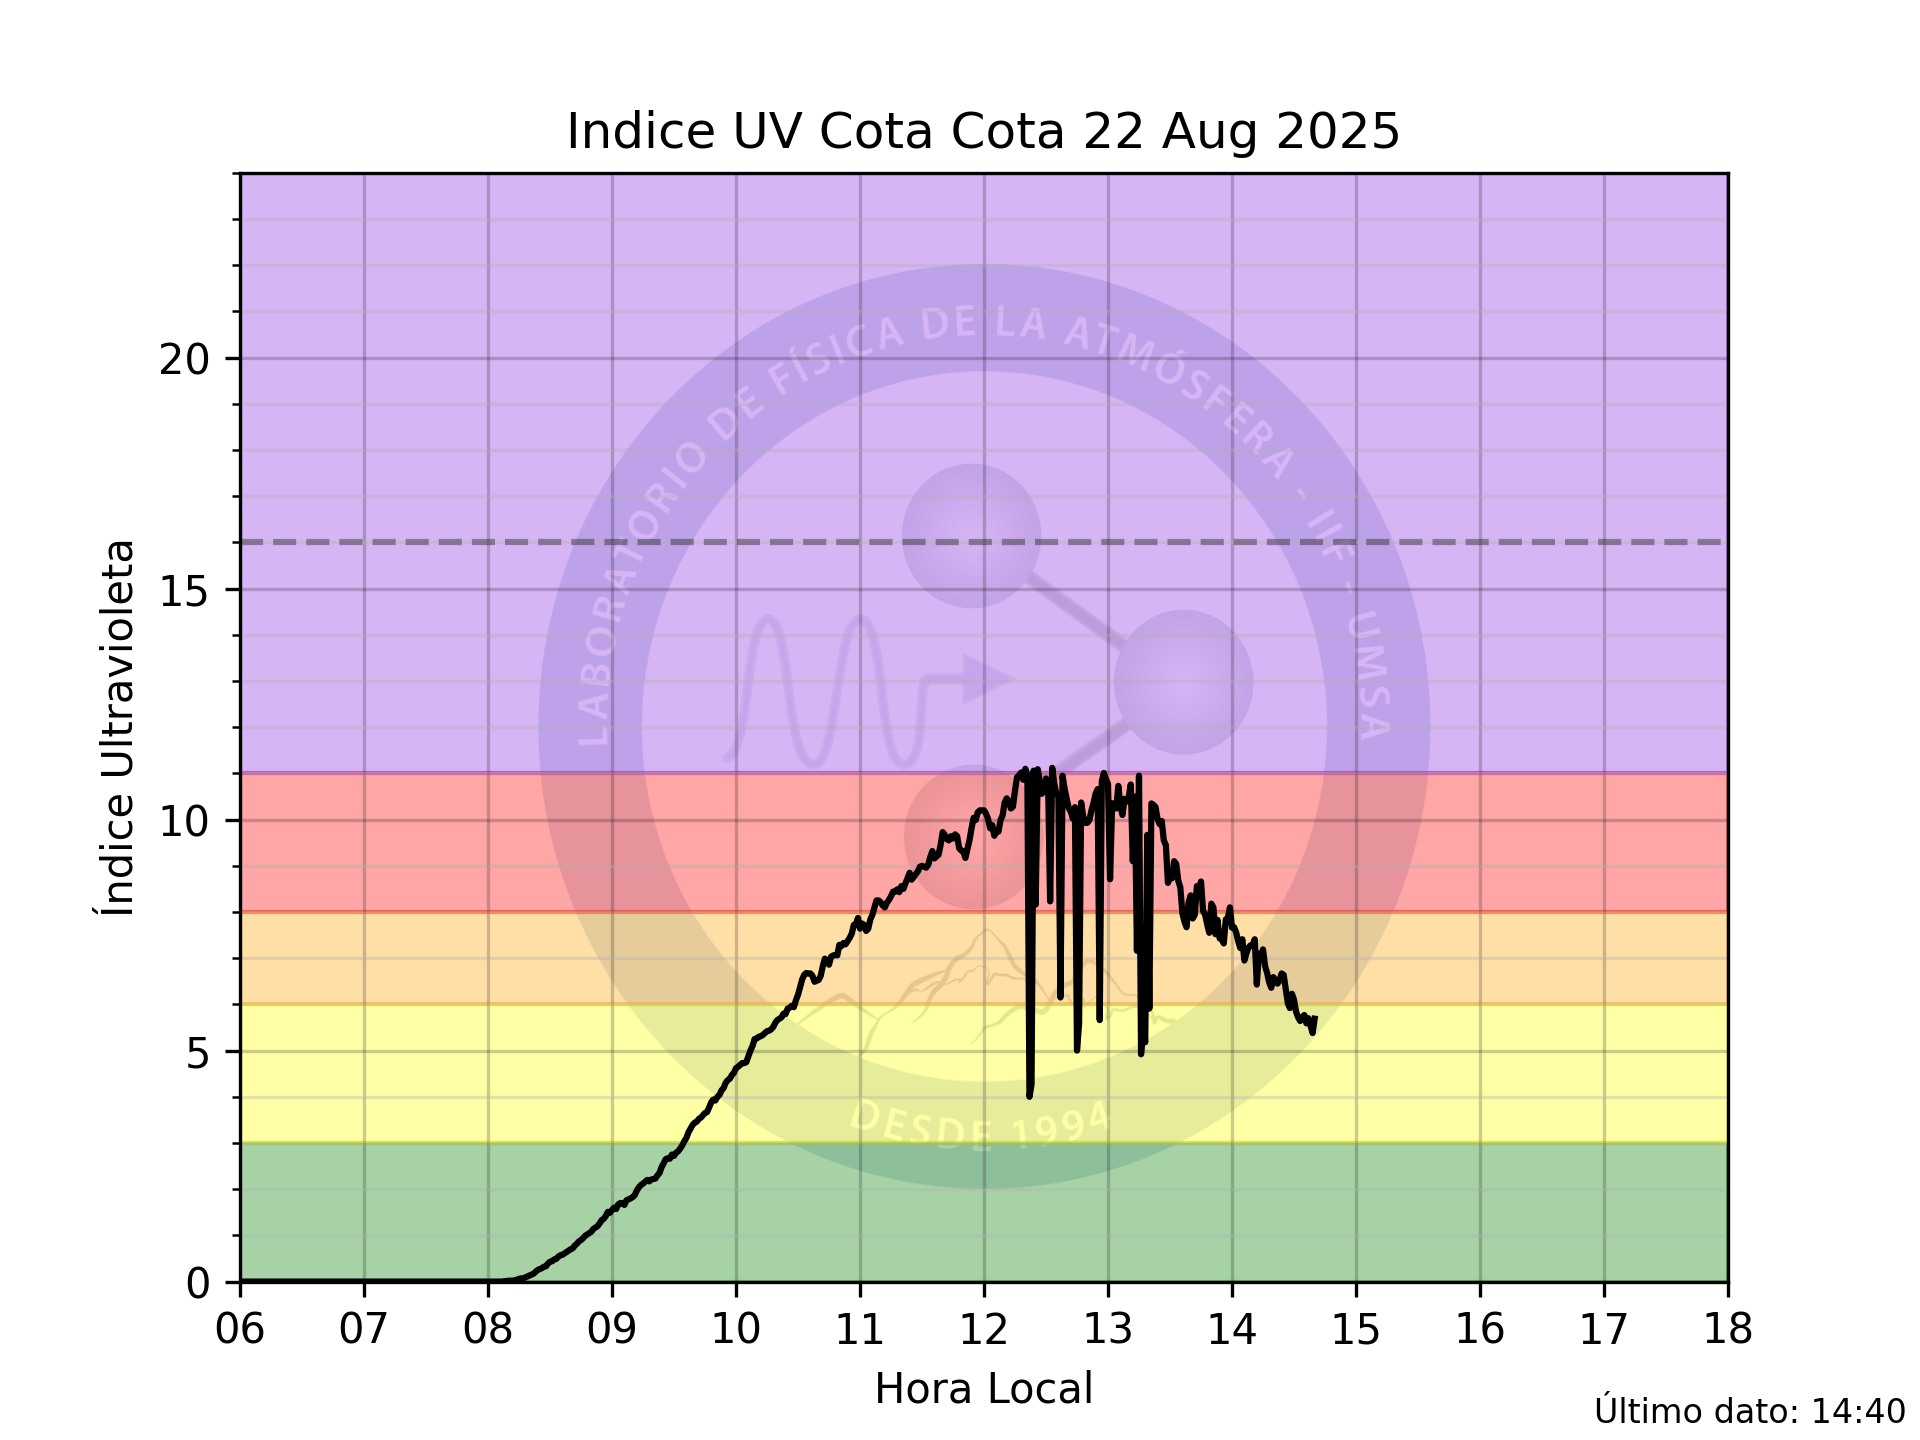 Indice UV Cota Cota 22 Aug 2025
LABORATORIO DE FÍSICA DE LA ATMÓSFERA - IIF - UMSA
DESDE 1994
Índice Ultravioleta
20
15
10
5
0
06 07 08 09 10 11 12 13 14 15 16 17 18
Hora Local
Último dato: 14:40